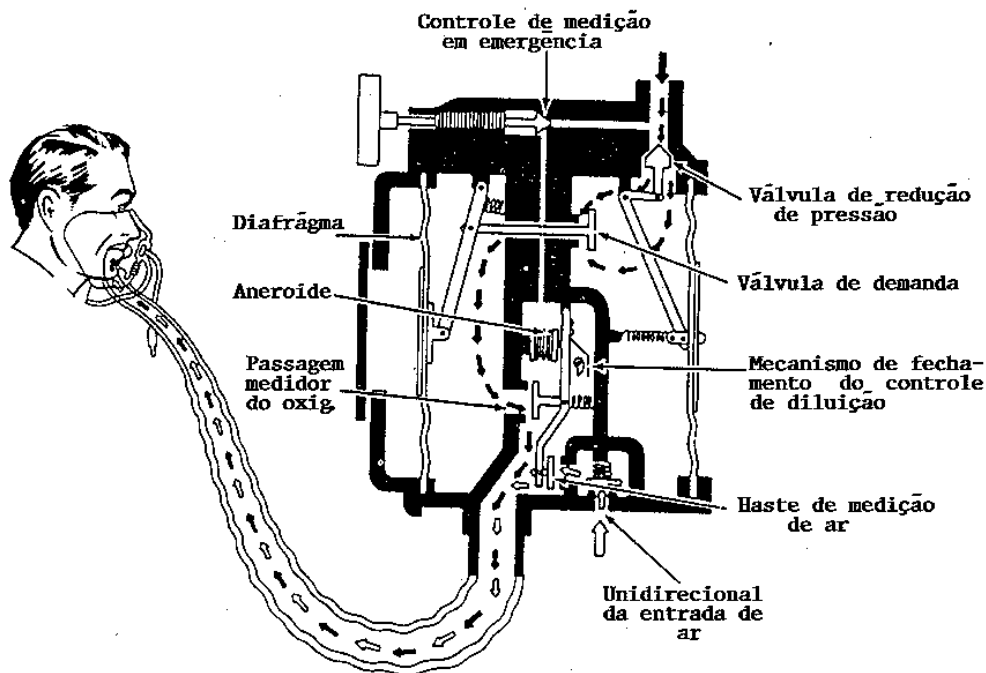 Controle de medição
em emergência
Válvula de redução
de pressão
Diafrágma
Válvula de demanda
Aneroide
Passagem
medidor
do oxig.
Mecanismo de fecha-
mento do controle
de diluição
Haste de medição
de ar
Unidirecional
da entrada de
ar